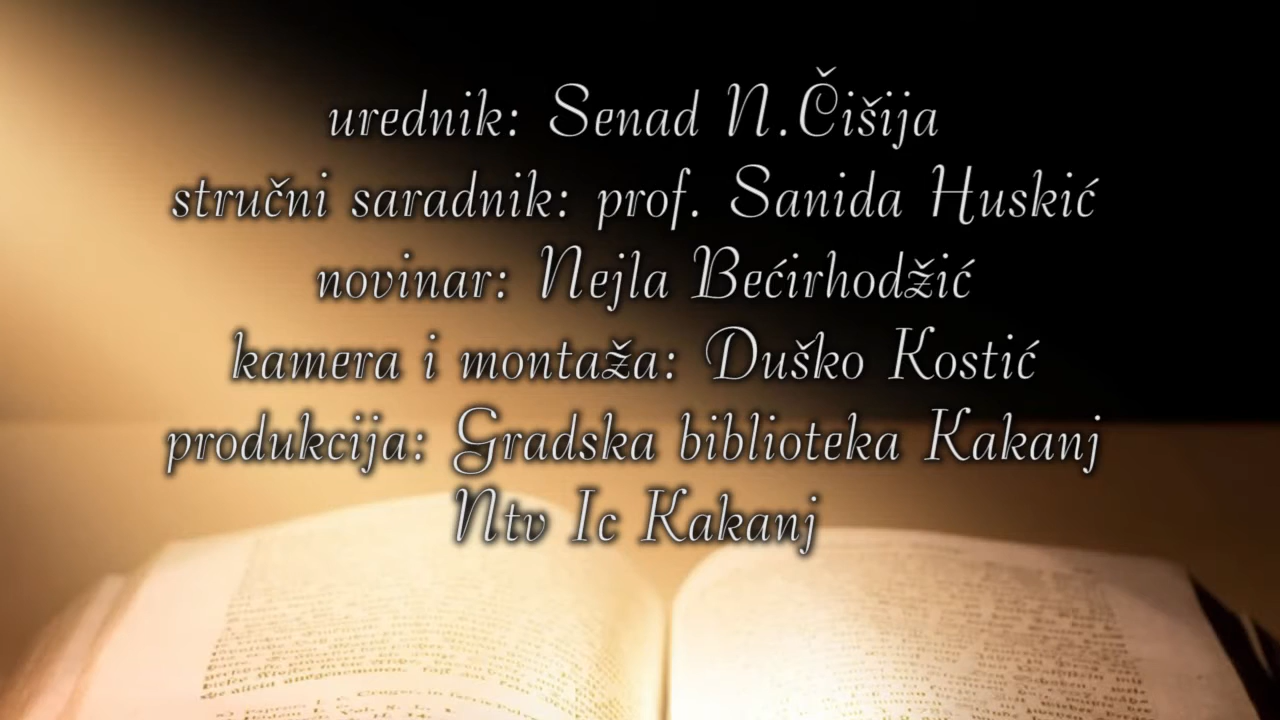 urednik: Senad N.Čišija
stručni saradnik: prof. Sanida Huskić
novinar: Nejla Bećirhodžić
kamera i montaža: Duško Kostić
produkcija: Gradska biblioteka Kakanj
Ntv Ic Kakanj